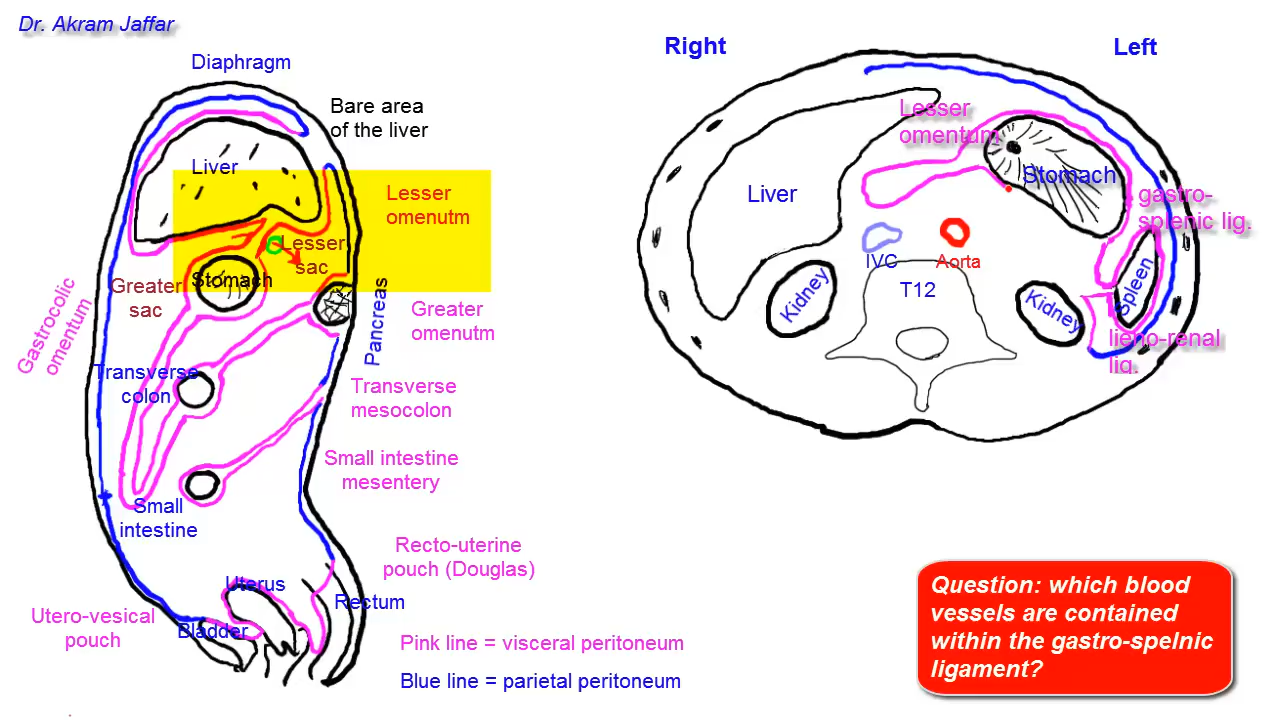 Dr. Akram Jaffar
Diaphragm
Bare area
of the liver
Liver
Lesser
omenutm
Lesser
sac
Stomach
Greater
sac
Gastrocolic
omentum
Pancreas
Greater
omenutm
Transverse
colon
Transverse
mesocolon
Small intestine
mesentery
Small
intestine
Recto-uterine
pouch (Douglas)
Uterus
Rectum
Utero-vesical
pouch
Bladder
Pink line = visceral peritoneum
Blue line = parietal peritoneum
Right
Left
Lesser
omentum
Stomach
Liver
gastro-
splenic lig.
IVC
Aorta
T12
Kidney
Kidney
Spleen
lieno-renal
lig.
Question: which blood
vessels are contained
within the gastro-spelnic
ligament?